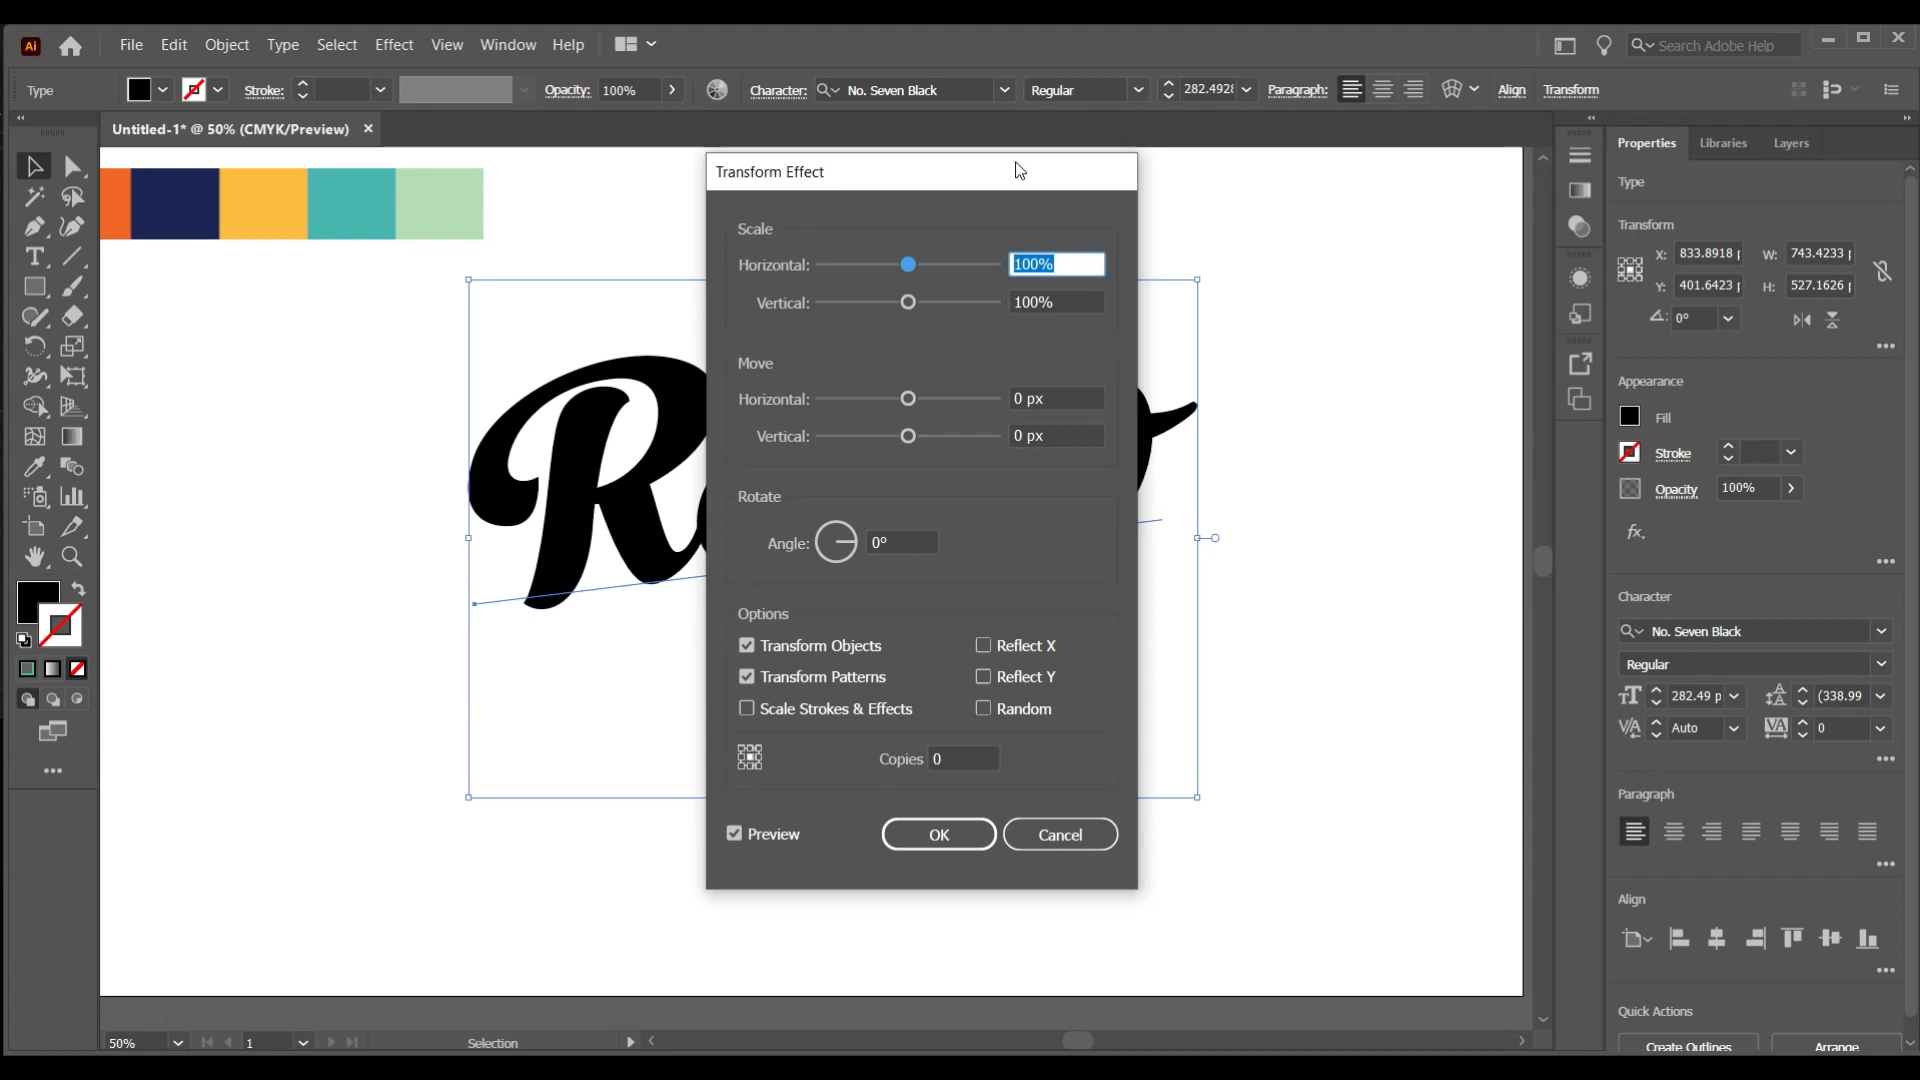 Ai File Edit Object Type Select Effect View Window Help Search Adobe Help
Type Stroke: Opacity: 100% Character: No. Seven Black Regular 282.4928 Paragraph: Align Transform
Untitled-1* @ 50% (CMYK/Preview)
Properties Libraries Layers
Transform Effect
Scale
Horizontal: 100%
Vertical: 100%
Move
Horizontal: 0 px
Vertical: 0 px
Rotate
Angle: 0°
Options
Transform Objects Reflect X
Transform Patterns Reflect Y
Scale Strokes & Effects Random
Copies 0
Preview OK Cancel
Type
Transform
X: 833.8918 p W: 743.4233 p
Y: 401.6423 p H: 527.1626 p
0°
Appearance
Fill
Stroke
Opacity 100%
fx.
Character
No. Seven Black
Regular
282.49 p (338.99
Auto 0
Paragraph
Align
Quick Actions
Create Outlines Arrange
50% 1 Selection